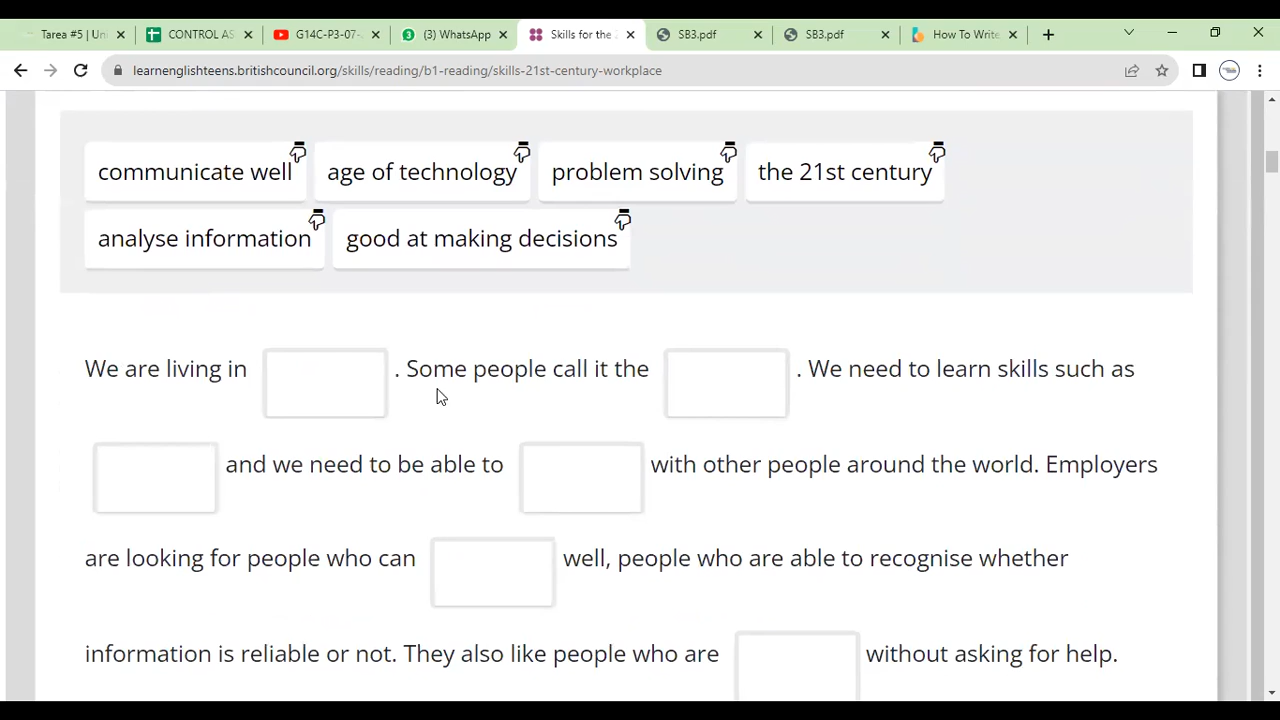 Tarea #5 | Un
CONTROL AS
G14C-P3-07-
(3) WhatsApp
Skills for the 2
SB3.pdf
SB3.pdf
How To Write
learnenglishteens.britishcouncil.org/skills/reading/b1-reading/skills-21st-century-workplace
communicate well
age of technology
problem solving
the 21st century
analyse information
good at making decisions
We are living in . Some people call it the . We need to learn skills such as
and we need to be able to with other people around the world. Employers
are looking for people who can well, people who are able to recognise whether
information is reliable or not. They also like people who are without asking for help.